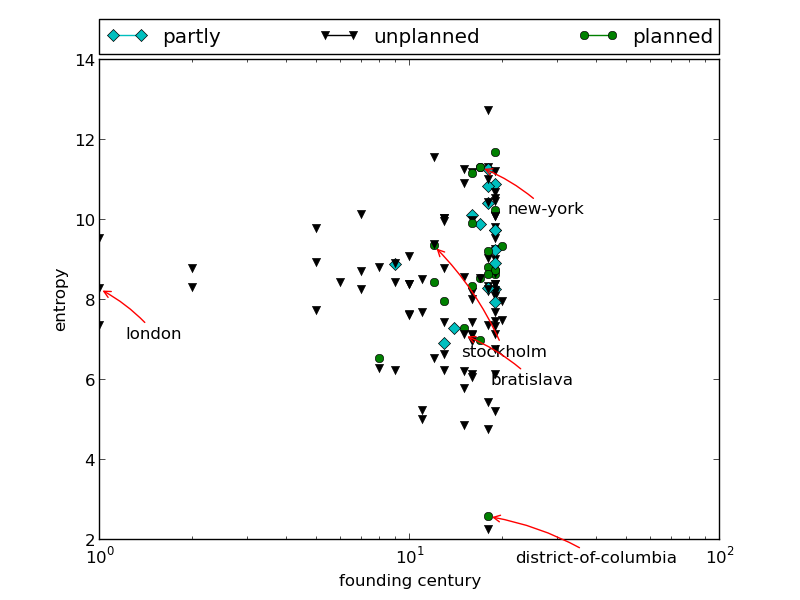 partly unplanned planned
14
12
10
8
6
4
2
entropy
new-york
london
stockholm
bratislava
district-of-columbia
10^0 10^1 10^2
founding century